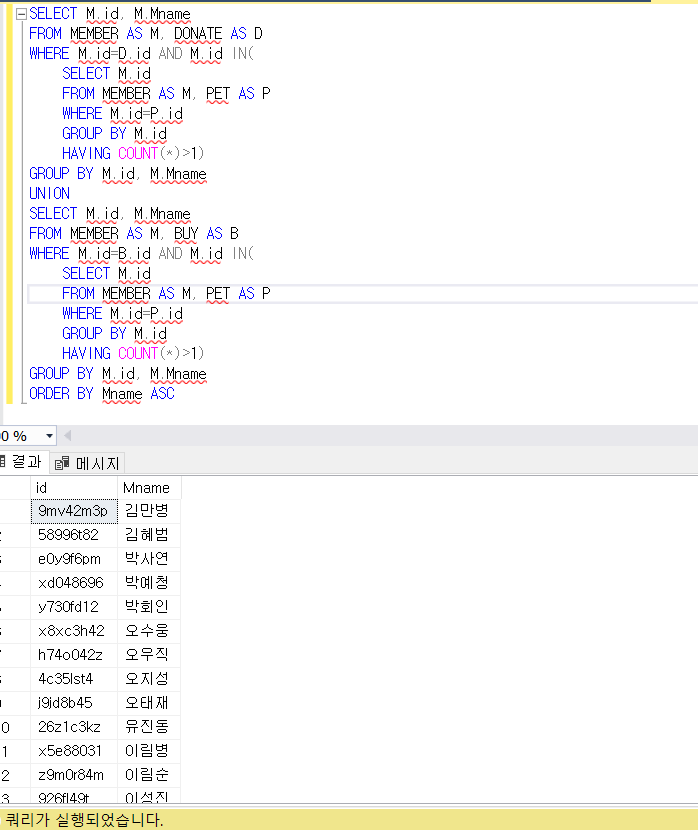 SELECT M.id, M.Mname
FROM MEMBER AS M, DONATE AS D
WHERE M.id=D.id AND M.id IN(
SELECT M.id
FROM MEMBER AS M, PET AS P
WHERE M.id=P.id
GROUP BY M.id
HAVING COUNT(*)>1)
GROUP BY M.id, M.Mname
UNION
SELECT M.id, M.Mname
FROM MEMBER AS M, BUY AS B
WHERE M.id=B.id AND M.id IN(
SELECT M.id
FROM MEMBER AS M, PET AS P
WHERE M.id=P.id
GROUP BY M.id
HAVING COUNT(*)>1)
GROUP BY M.id, M.Mname
ORDER BY Mname ASC
0 %
결과 메시지
id Mname
9mv42m3p 김만병
58996t82 김혜범
e0y9f6pm 박사연
xd048696 박예청
y730fd12 박회인
x8xc3h42 오수웅
h74o042z 오우직
4c35lst4 오지성
j9jd8b45 오태재
0 26z1c3kz 유진동
1 x5e88031 이림병
2 z9m0r84m 이림순
3 926fl49t 이성진
쿼리가 실행되었습니다.